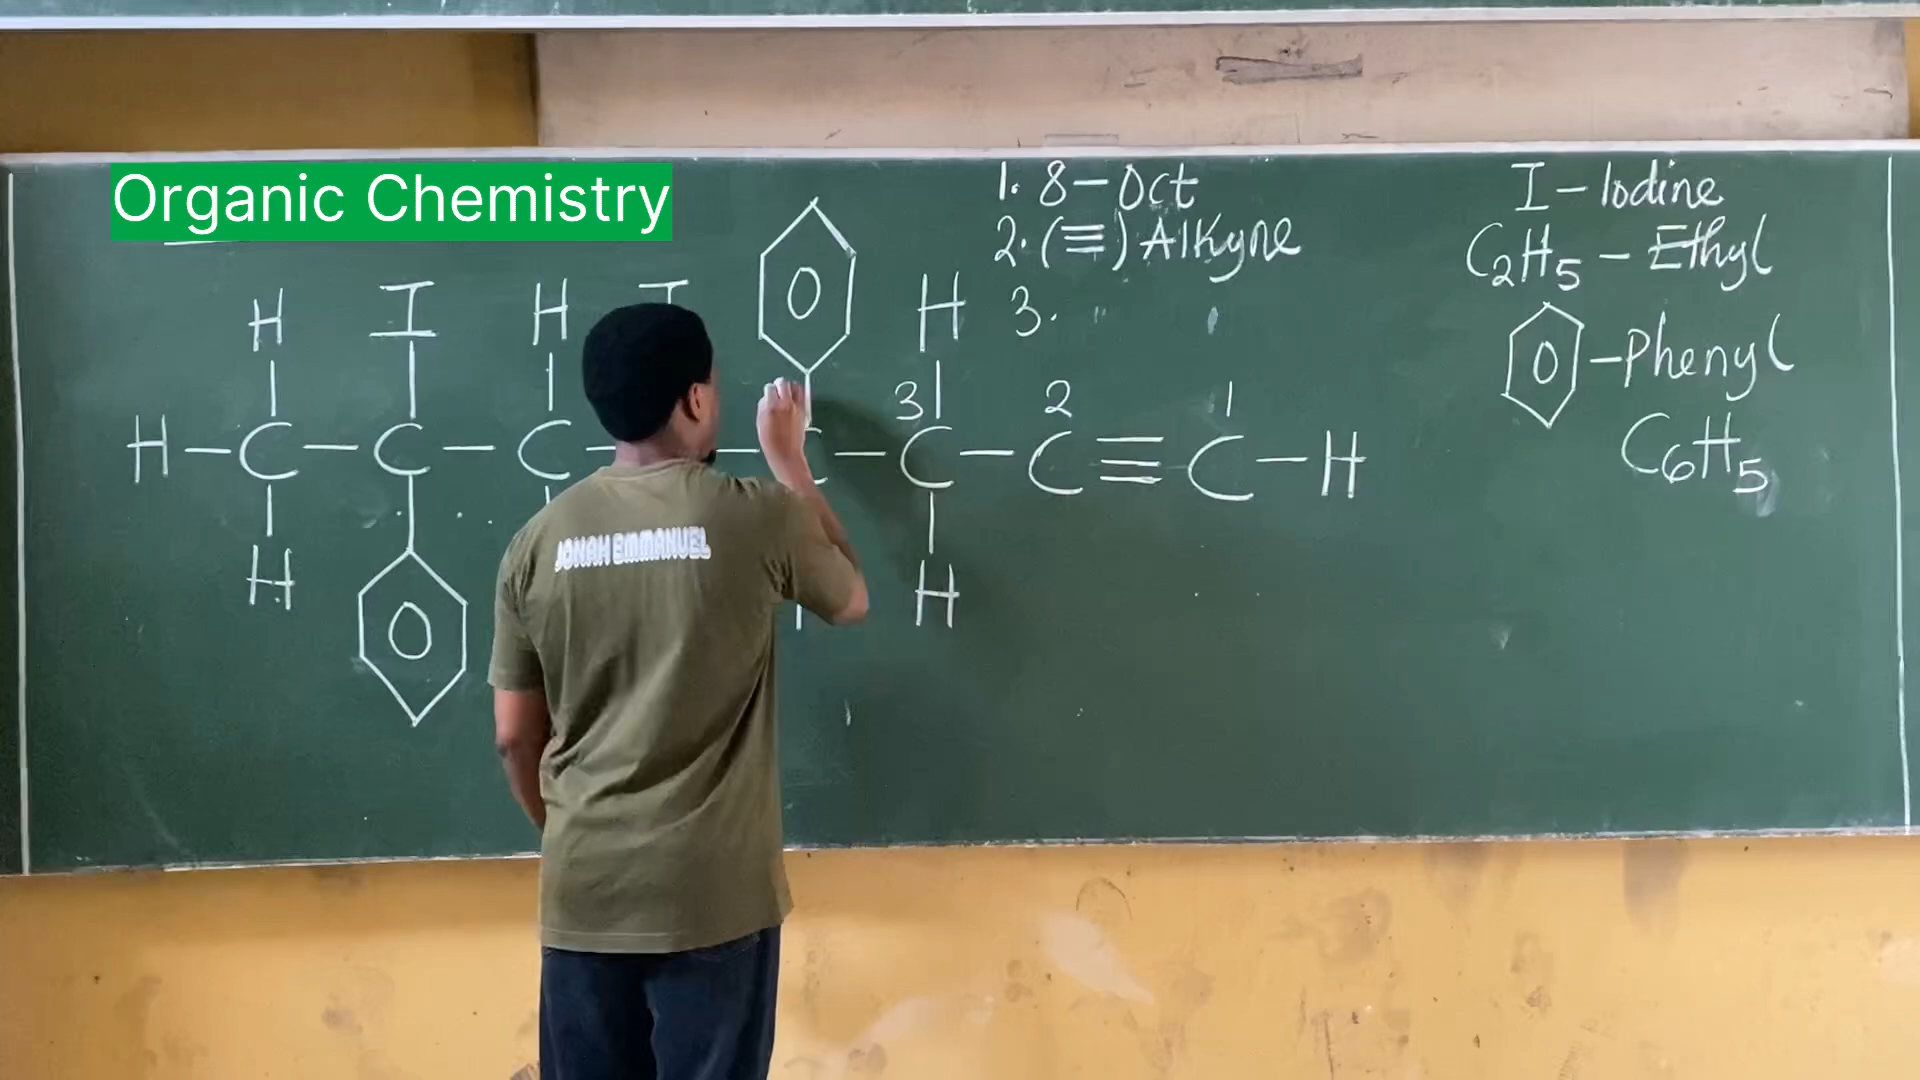 Organic Chemistry
1. 8 – Oct
2. (≡) Alkyne
3.
I – Iodine
C2H5 – Ethyl
– Phenyl
C6H5
H I H I H
3 2 1
H – C – C – C – C – C – C ≡ C – H
H H
JONAH EMMANUEL